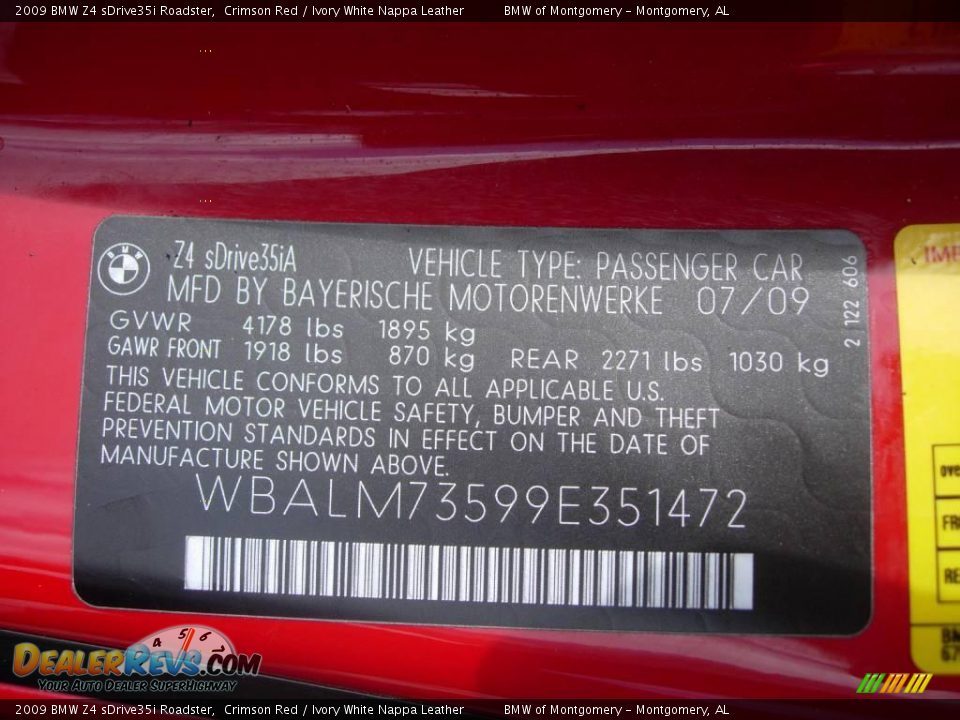 2009 BMW Z4 sDrive35i Roadster, Crimson Red / Ivory White Nappa Leather BMW of Montgomery - Montgomery, AL
BMW
Z4 sDrive35iA VEHICLE TYPE: PASSENGER CAR
MFD BY BAYERISCHE MOTORENWERKE 07/09
GVWR 4178 lbs 1895 kg
GAWR FRONT 1918 lbs 870 kg REAR 2271 lbs 1030 kg
THIS VEHICLE CONFORMS TO ALL APPLICABLE U.S.
FEDERAL MOTOR VEHICLE SAFETY, BUMPER AND THEFT
PREVENTION STANDARDS IN EFFECT ON THE DATE OF
MANUFACTURE SHOWN ABOVE.
WBALM73599E351472
2 122 606
4 5 6
DEALERREVS.COM
YOUR AUTO DEALER SUPERHIGHWAY
2009 BMW Z4 sDrive35i Roadster, Crimson Red / Ivory White Nappa Leather BMW of Montgomery - Montgomery, AL